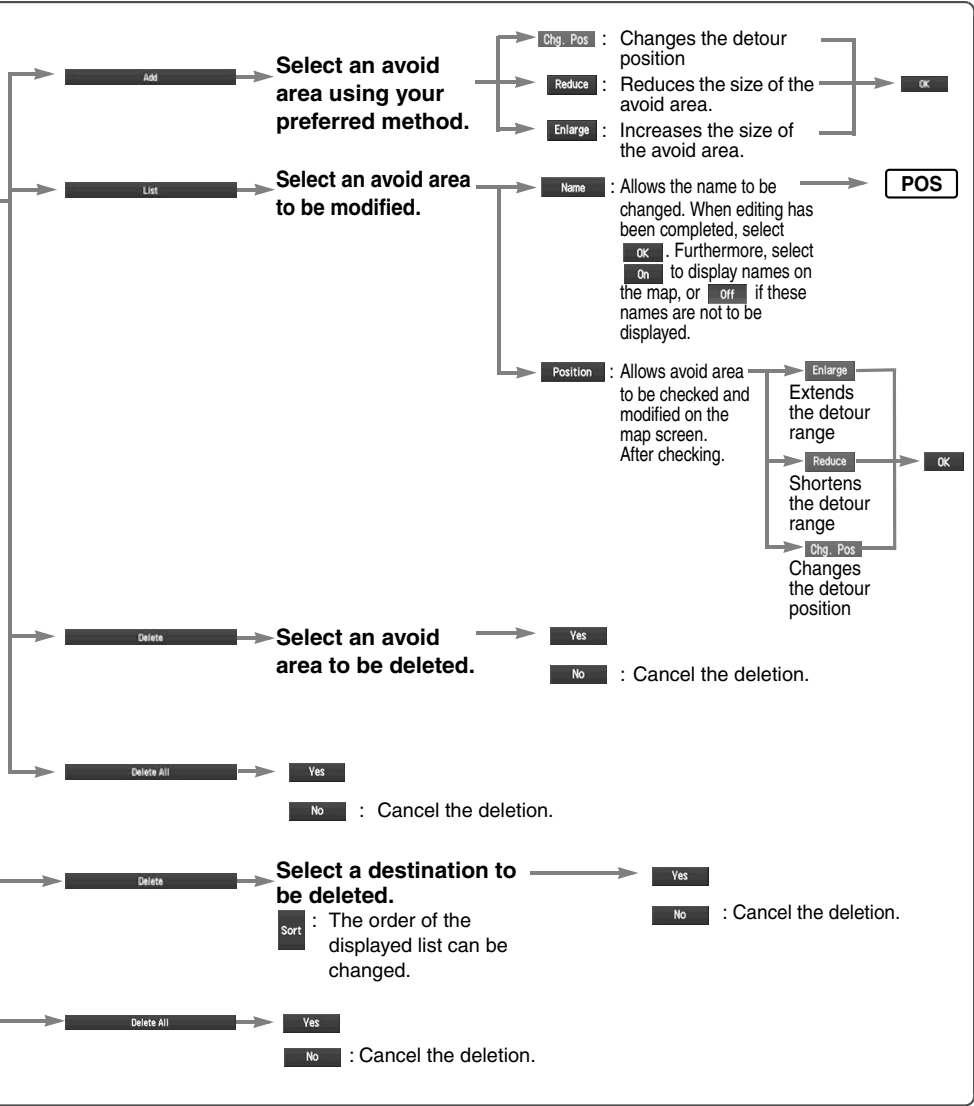 Add
Select an avoid
area using your
preferred method.
Chg. Pos : Changes the detour
position
Reduce : Reduces the size of the
avoid area.
Enlarge : Increases the size of
the avoid area.
OK
List
Select an avoid area
to be modified.
Name : Allows the name to be
changed. When editing has
been completed, select
OK . Furthermore, select
On to display names on
the map, or Off if these
names are not to be
displayed.
POS
Position : Allows avoid area
to be checked and
modified on the
map screen.
After checking.
Enlarge
Extends
the detour
range
Reduce
Shortens
the detour
range
Chg. Pos
Changes
the detour
position
OK
Delete
Select an avoid
area to be deleted.
Yes
No : Cancel the deletion.
Delete All
Yes
No : Cancel the deletion.
Delete
Select a destination to
be deleted.
Sort : The order of the
displayed list can be
changed.
Yes
No : Cancel the deletion.
Delete All
Yes
No : Cancel the deletion.